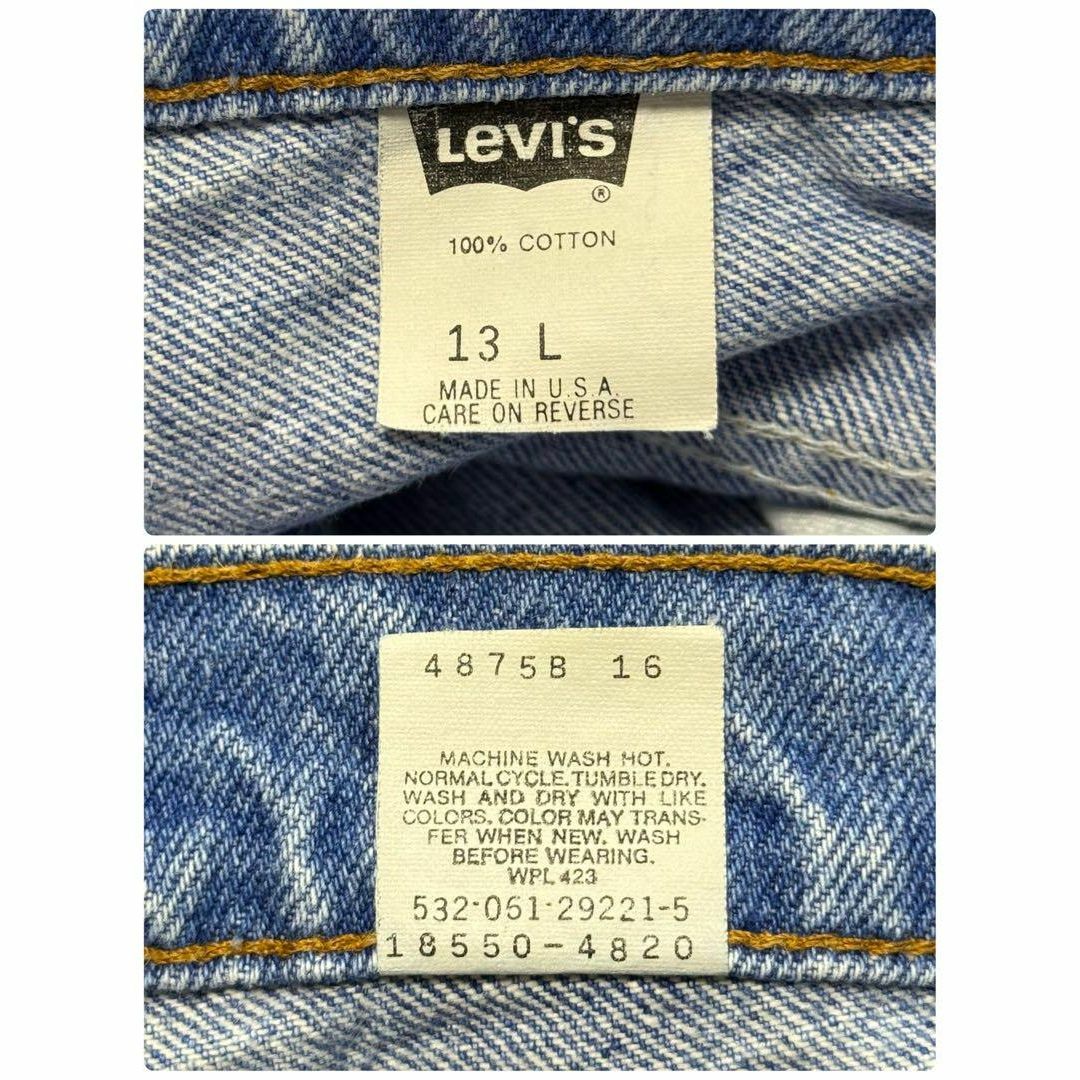 LEVI'S
®
100% COTTON
13 L
MADE IN U.S.A.
CARE ON REVERSE
4875B 16
MACHINE WASH HOT.
NORMAL CYCLE. TUMBLE DRY.
WASH AND DRY WITH LIKE
COLORS. COLOR MAY TRANS-
FER WHEN NEW. WASH
BEFORE WEARING.
WPL 423
532-061-29221-5
18550-4820